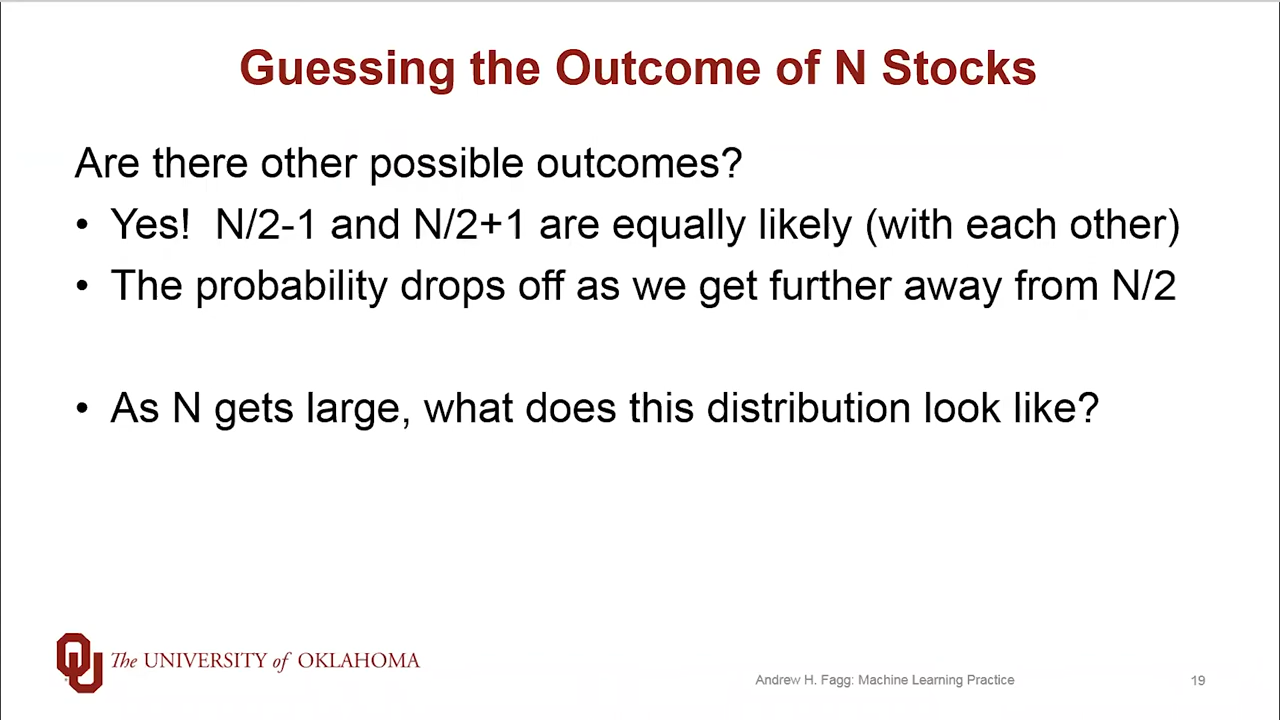 Guessing the Outcome of N Stocks
Are there other possible outcomes?
• Yes!  N/2-1 and N/2+1 are equally likely (with each other)
• The probability drops off as we get further away from N/2
• As N gets large, what does this distribution look like?
OU The UNIVERSITY of OKLAHOMA
Andrew H. Fagg: Machine Learning Practice
19